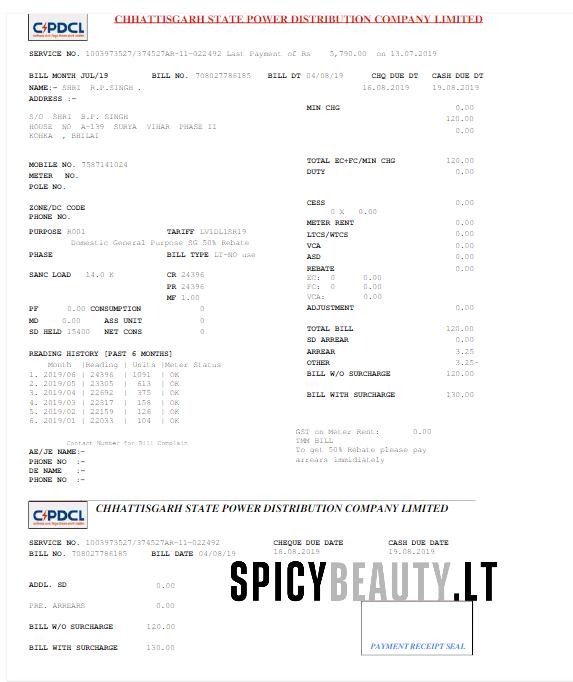 CSPDCL
CHHATTISGARH STATE POWER DISTRIBUTION COMPANY LIMITED
SERVICE NO. 1003973527/374527AR-11-022492 Last Payment of Rs 5,790.00 on 13.07.2019
BILL MONTH JUL/19 BILL NO. 708027786185 BILL DT 04/08/19 CHQ DUE DT CASH DUE DT
NAME:- SHRI R.P.SINGH . 16.08.2019 19.08.2019
ADDRESS :-
MIN CHG 0.00
S/O SHRI B.P. SINGH 120.00
HOUSE NO A-139 SURYA VIHAR PHASE II 0.00
KOHKA , BHILAI
MOBILE NO. 7587141024 TOTAL EC+FC/MIN CHG 120.00
METER NO. DUTY 0.00
POLE NO.
ZONE/DC CODE CESS 0.00
PHONE NO. 0 X 0.00
METER RENT 0.00
PURPOSE R001 TARIFF LV1DL1SR19 LTCS/WTCS 0.00
Domestic General Purpose SG 50% Rebate VCA 0.00
PHASE BILL TYPE LT-NO use ASD 0.00
REBATE 0.00
SANC LOAD 14.0 K CR 24396 EC: 0 0.00
PR 24396 FC: 0 0.00
MF 1.00 VCA: 0.00
PF 0.00 CONSUMPTION 0 ADJUSTMENT 0.00
MD 0.00 ASS UNIT 0
SD HELD 15400 NET CONS 0 TOTAL BILL 120.00
SD ARREAR 0.00
READING HISTORY [PAST 6 MONTHS] ARREAR 3.25
Month |Reading | Units |Meter Status OTHER 3.25-
1. 2019/06 | 24396 | 1091 | OK BILL W/O SURCHARGE 120.00
2. 2019/05 | 23305 | 613 | OK
3. 2019/04 | 22692 | 375 | OK BILL WITH SURCHARGE 130.00
4. 2019/03 | 22317 | 158 | OK
5. 2019/02 | 22159 | 126 | OK
6. 2019/01 | 22033 | 104 | OK
GST on Meter Rent: 0.00
Contact Number for Bill Complain TMM BILL
AE/JE NAME:- To get 50% Rebate please pay
PHONE NO :- arrears immidiately
DE NAME :-
PHONE NO :-
CSPDCL
CHHATTISGARH STATE POWER DISTRIBUTION COMPANY LIMITED
SERVICE NO. 1003973527/374527AR-11-022492 CHEQUE DUE DATE CASH DUE DATE
BILL NO. 708027786185 BILL DATE 04/08/19 16.08.2019 19.08.2019
SPICYBEAUTY.LT
ADDL. SD 0.00
PRE. ARREARS 0.00
BILL W/O SURCHARGE 120.00
BILL WITH SURCHARGE 130.00
PAYMENT RECEIPT SEAL